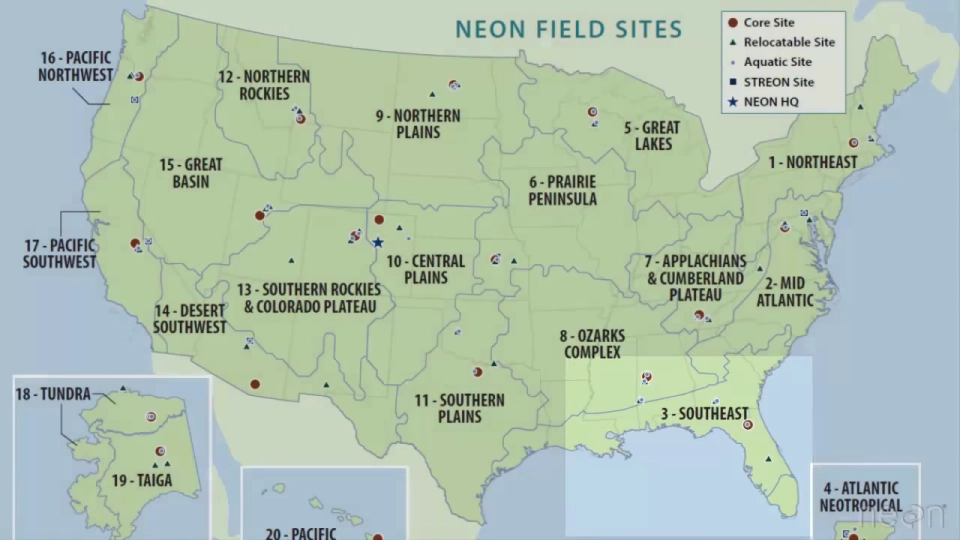 NEON FIELD SITES
Core Site
Relocatable Site
Aquatic Site
STREON Site
NEON HQ
16 - PACIFIC
NORTHWEST
12 - NORTHERN
ROCKIES
9 - NORTHERN
PLAINS
5 - GREAT
LAKES
1 - NORTHEAST
15 - GREAT
BASIN
6 - PRAIRIE
PENINSULA
17 - PACIFIC
SOUTHWEST
10 - CENTRAL
PLAINS
7 - APPLACHIANS
& CUMBERLAND
PLATEAU
2- MID
ATLANTIC
13 - SOUTHERN ROCKIES
& COLORADO PLATEAU
14 - DESERT
SOUTHWEST
8 - OZARKS
COMPLEX
18 - TUNDRA
11 - SOUTHERN
PLAINS
3 - SOUTHEAST
19 - TAIGA
4 - ATLANTIC
NEOTROPICAL
20 - PACIFIC
neon